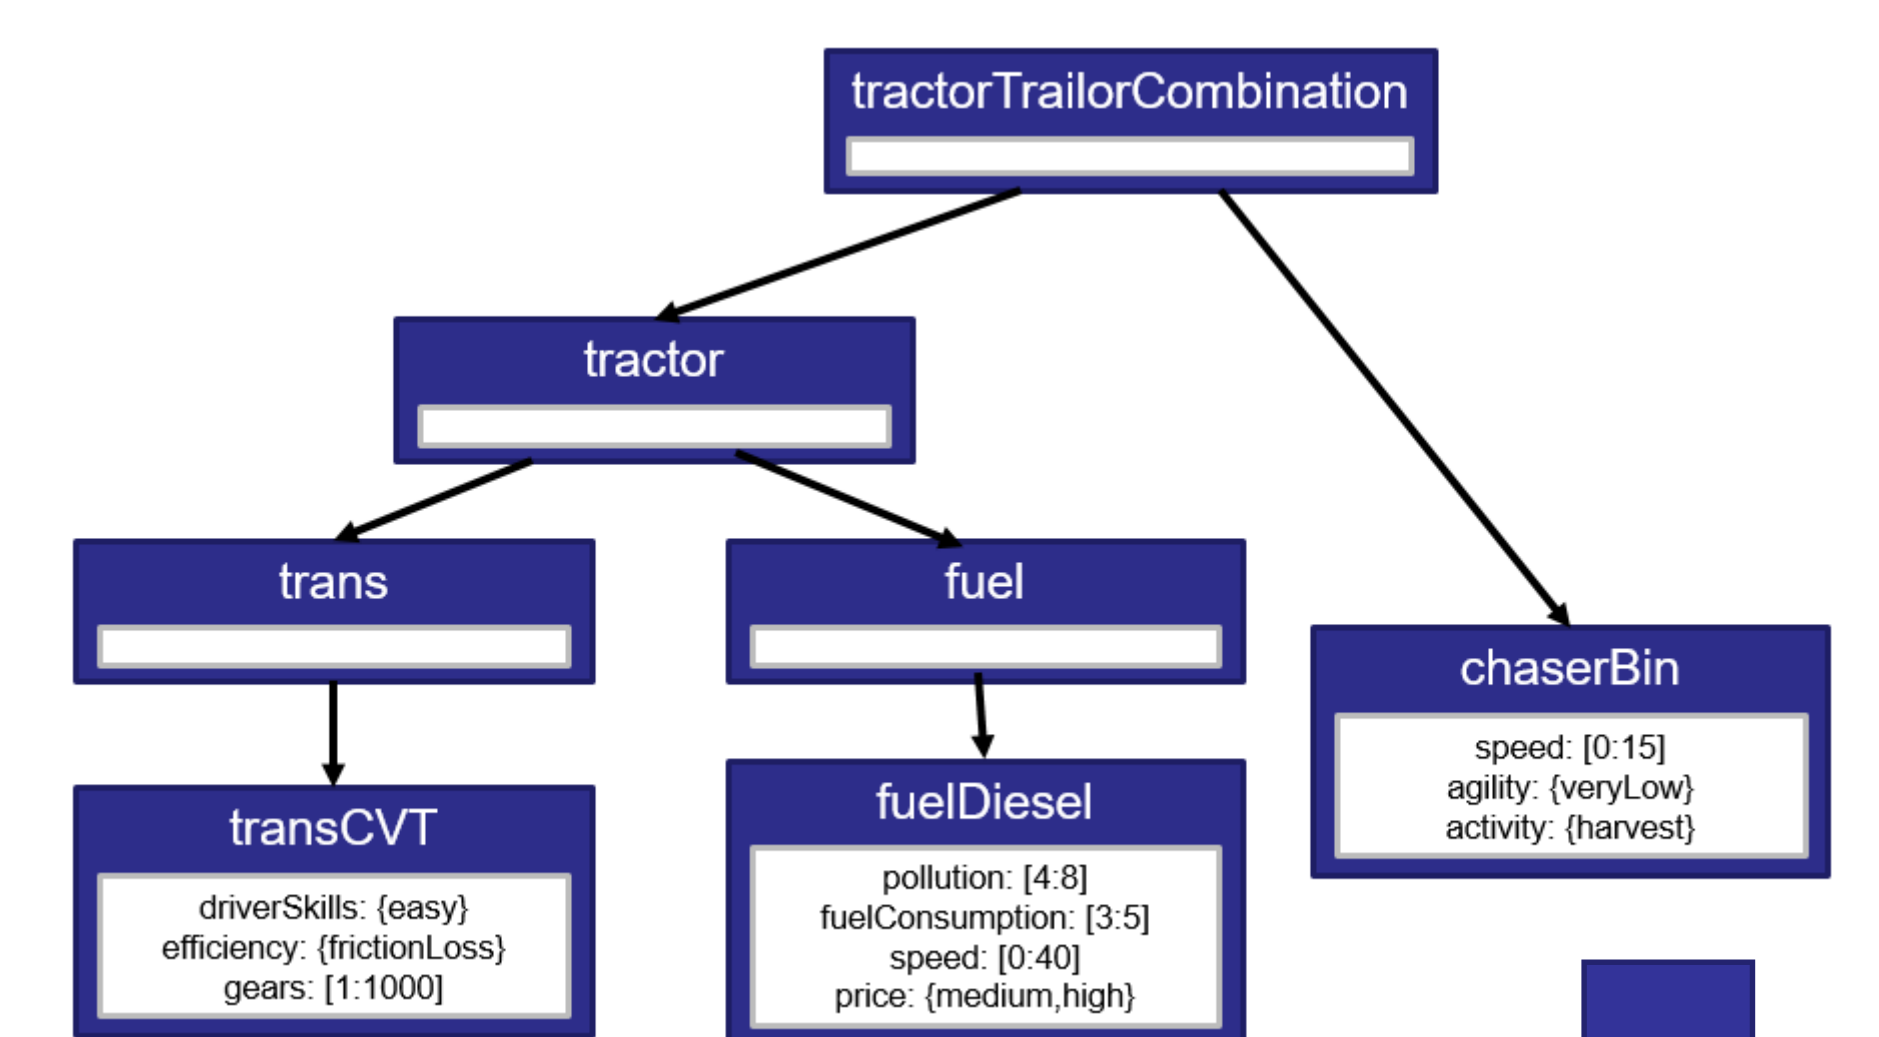 tractorTrailorCombination
tractor
trans
fuel
chaserBin
speed: [0:15]
agility: {veryLow}
activity: {harvest}
transCVT
driverSkills: {easy}
efficiency: {frictionLoss}
gears: [1:1000]
fuelDiesel
pollution: [4:8]
fuelConsumption: [3:5]
speed: [0:40]
price: {medium,high}